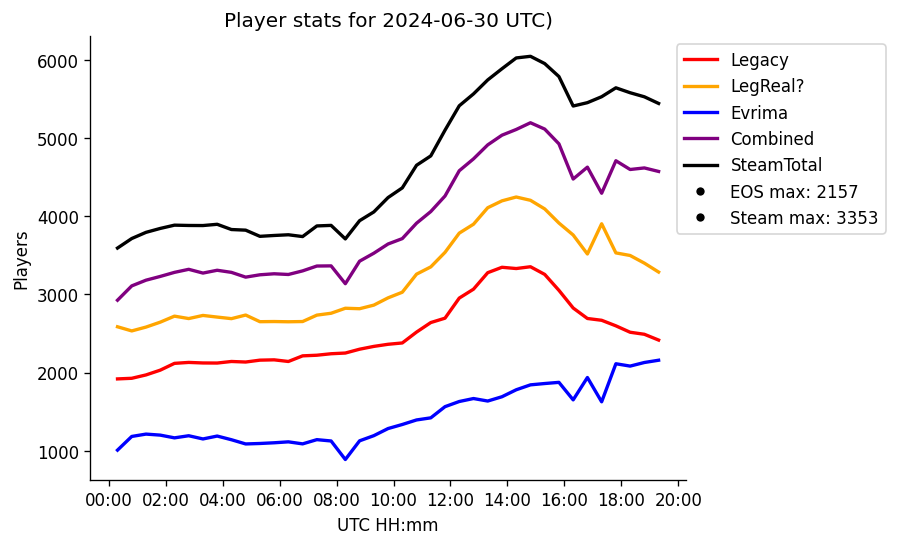 Player stats for 2024-06-30 UTC)
Players
6000
5000
4000
3000
2000
1000
00:00 02:00 04:00 06:00 08:00 10:00 12:00 14:00 16:00 18:00 20:00
UTC HH:mm
Legacy
LegReal?
Evrima
Combined
SteamTotal
EOS max: 2157
Steam max: 3353